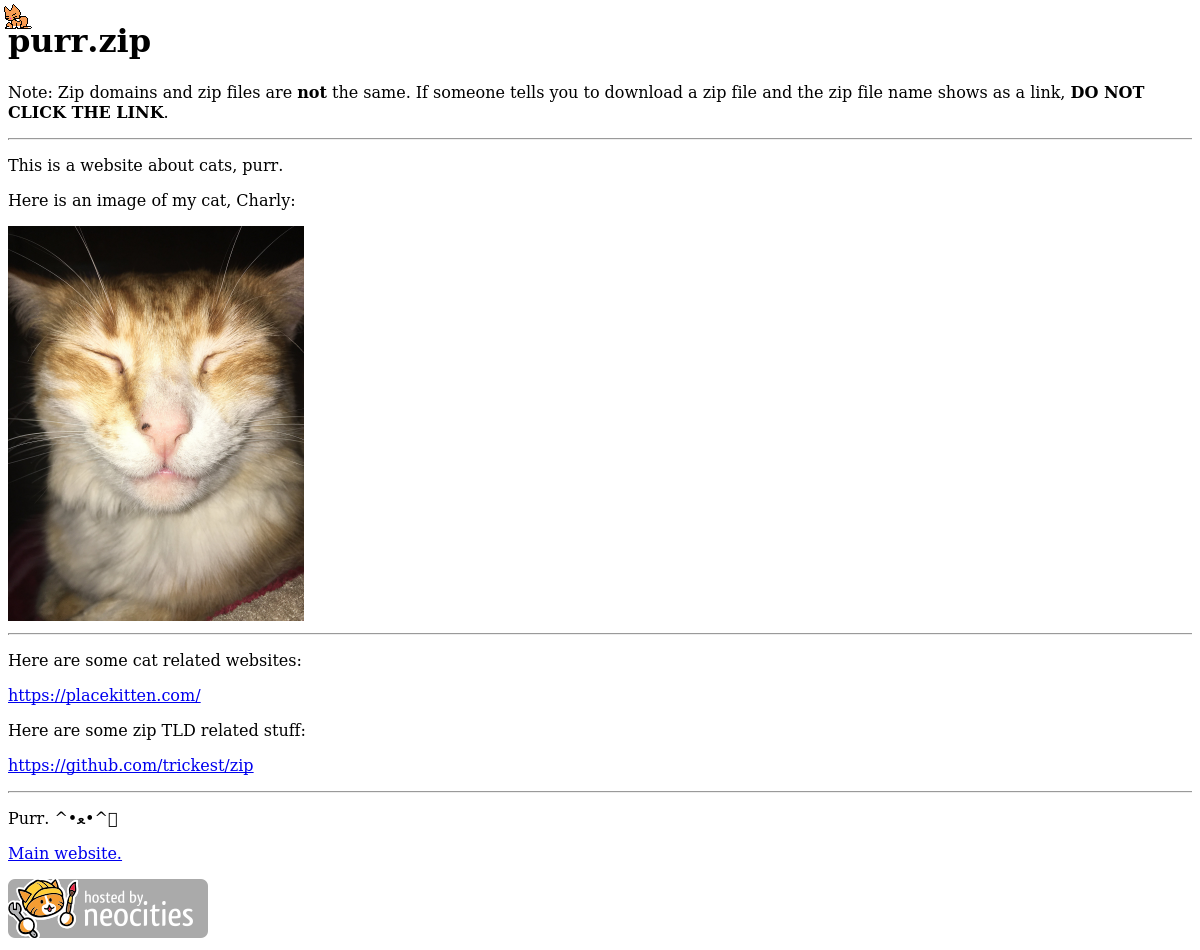 purr.zip
Note: Zip domains and zip files are not the same. If someone tells you to download a zip file and the zip file name shows as a link, DO NOT
CLICK THE LINK.
This is a website about cats, purr.
Here is an image of my cat, Charly:
Here are some cat related websites:
https://placekitten.com/
Here are some zip TLD related stuff:
https://github.com/trickest/zip
Purr. ^•ﻌ•^
Main website.
hosted by
neocities